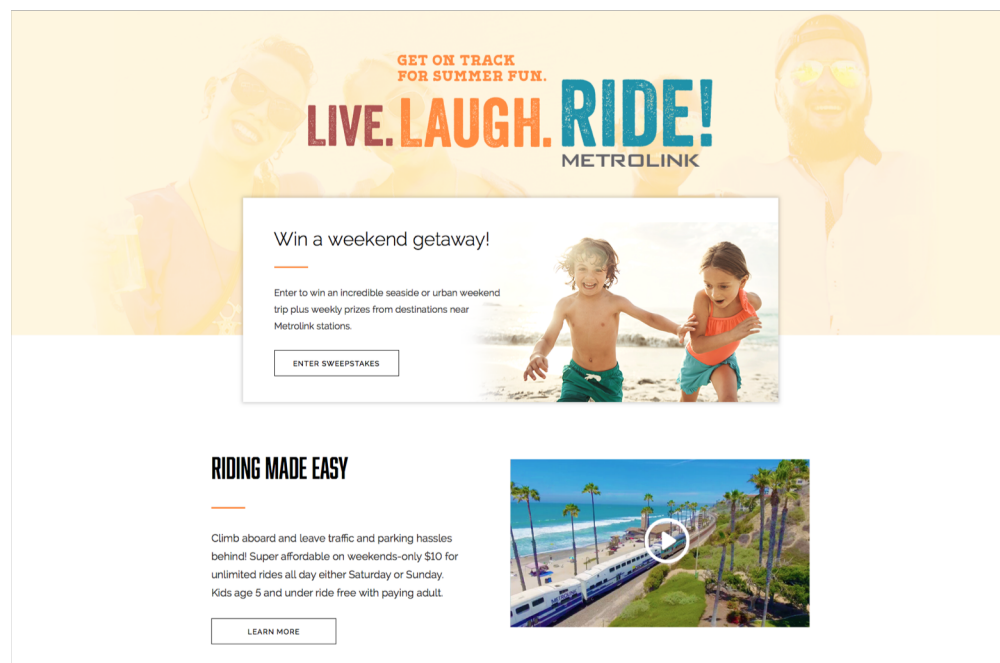 GET ON TRACK
FOR SUMMER FUN.
LIVE. LAUGH. RIDE!
METROLINK
Win a weekend getaway!
Enter to win an incredible seaside or urban weekend
trip plus weekly prizes from destinations near
Metrolink stations.
ENTER SWEEPSTAKES
RIDING MADE EASY
Climb aboard and leave traffic and parking hassles
behind! Super affordable on weekends-only $10 for
unlimited rides all day either Saturday or Sunday.
Kids age 5 and under ride free with paying adult.
LEARN MORE
METROLINK